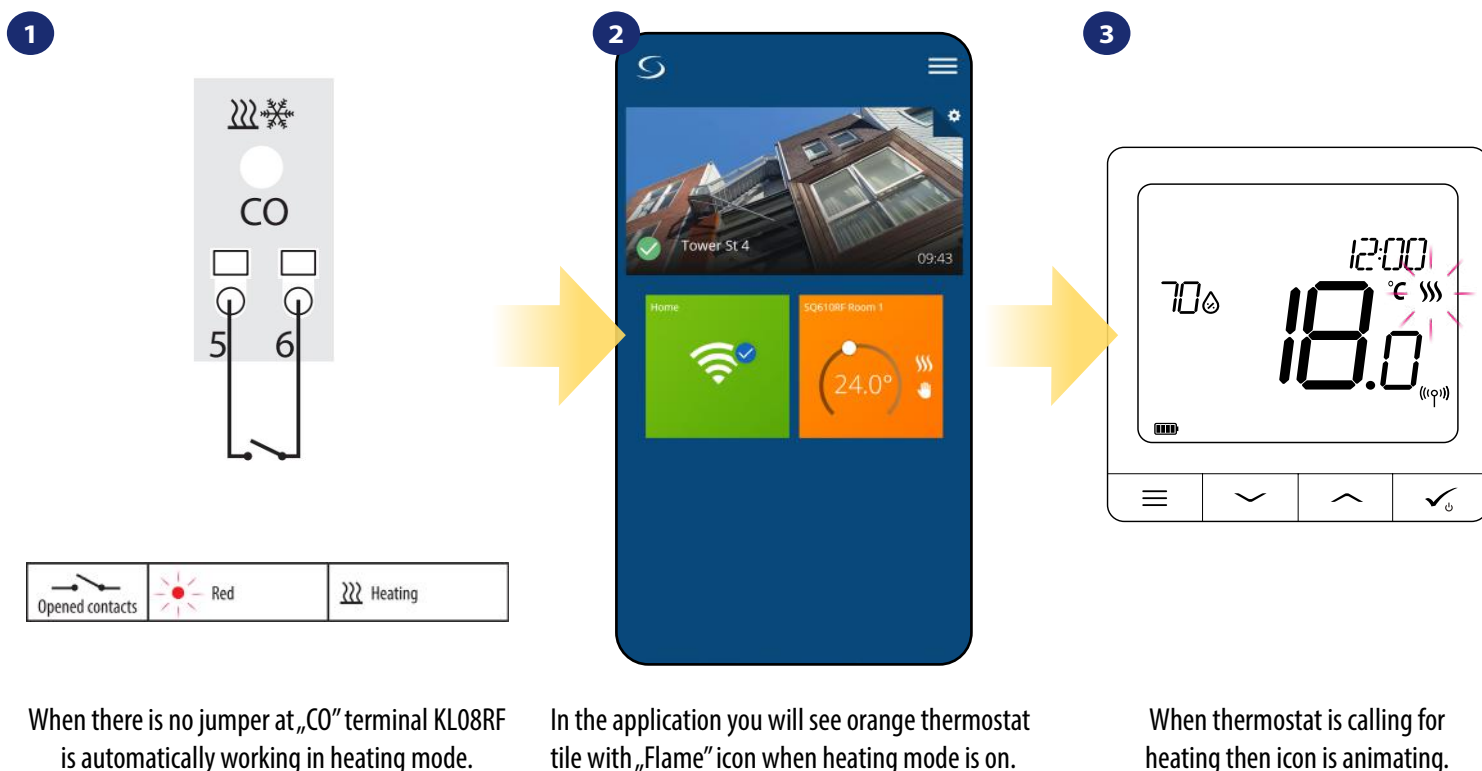 1
CO
5 6
Opened contacts
Red
Heating
When there is no jumper at „CO” terminal KL08RF
is automatically working in heating mode.
2
Tower St 4
09:43
Home
SQ610RF Room 1
24.0°
In the application you will see orange thermostat
tile with „Flame” icon when heating mode is on.
3
12:00
70
°C
18.0
When thermostat is calling for
heating then icon is animating.